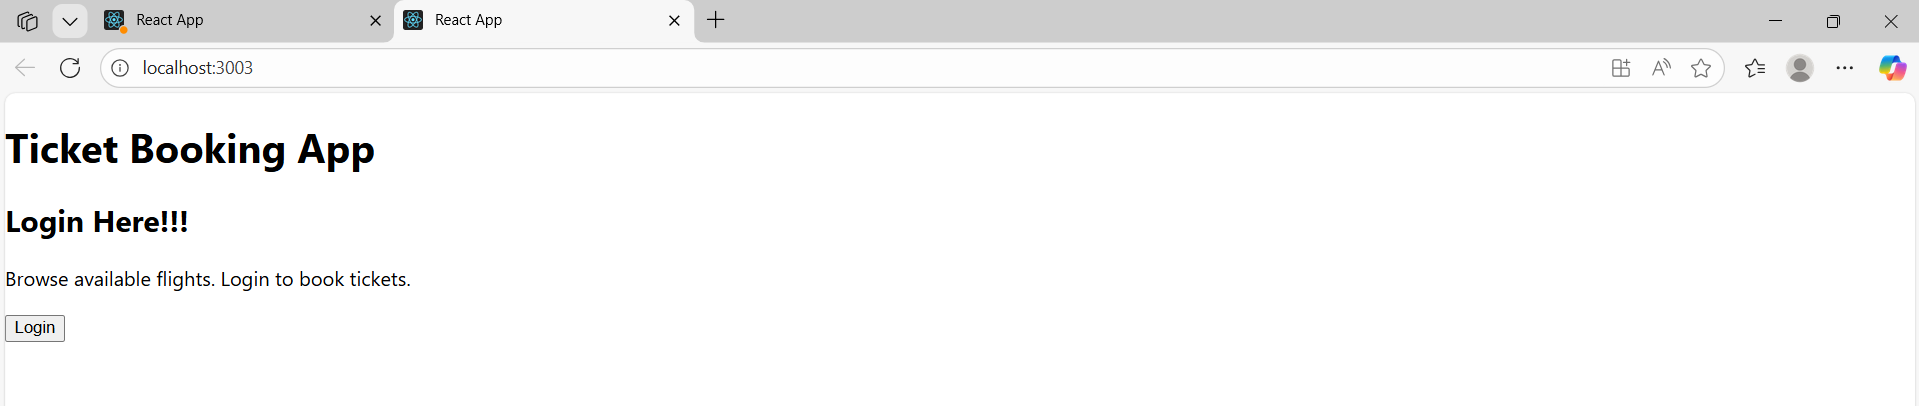 React App
React App
localhost:3003
Ticket Booking App
Login Here!!!
Browse available flights. Login to book tickets.
Login